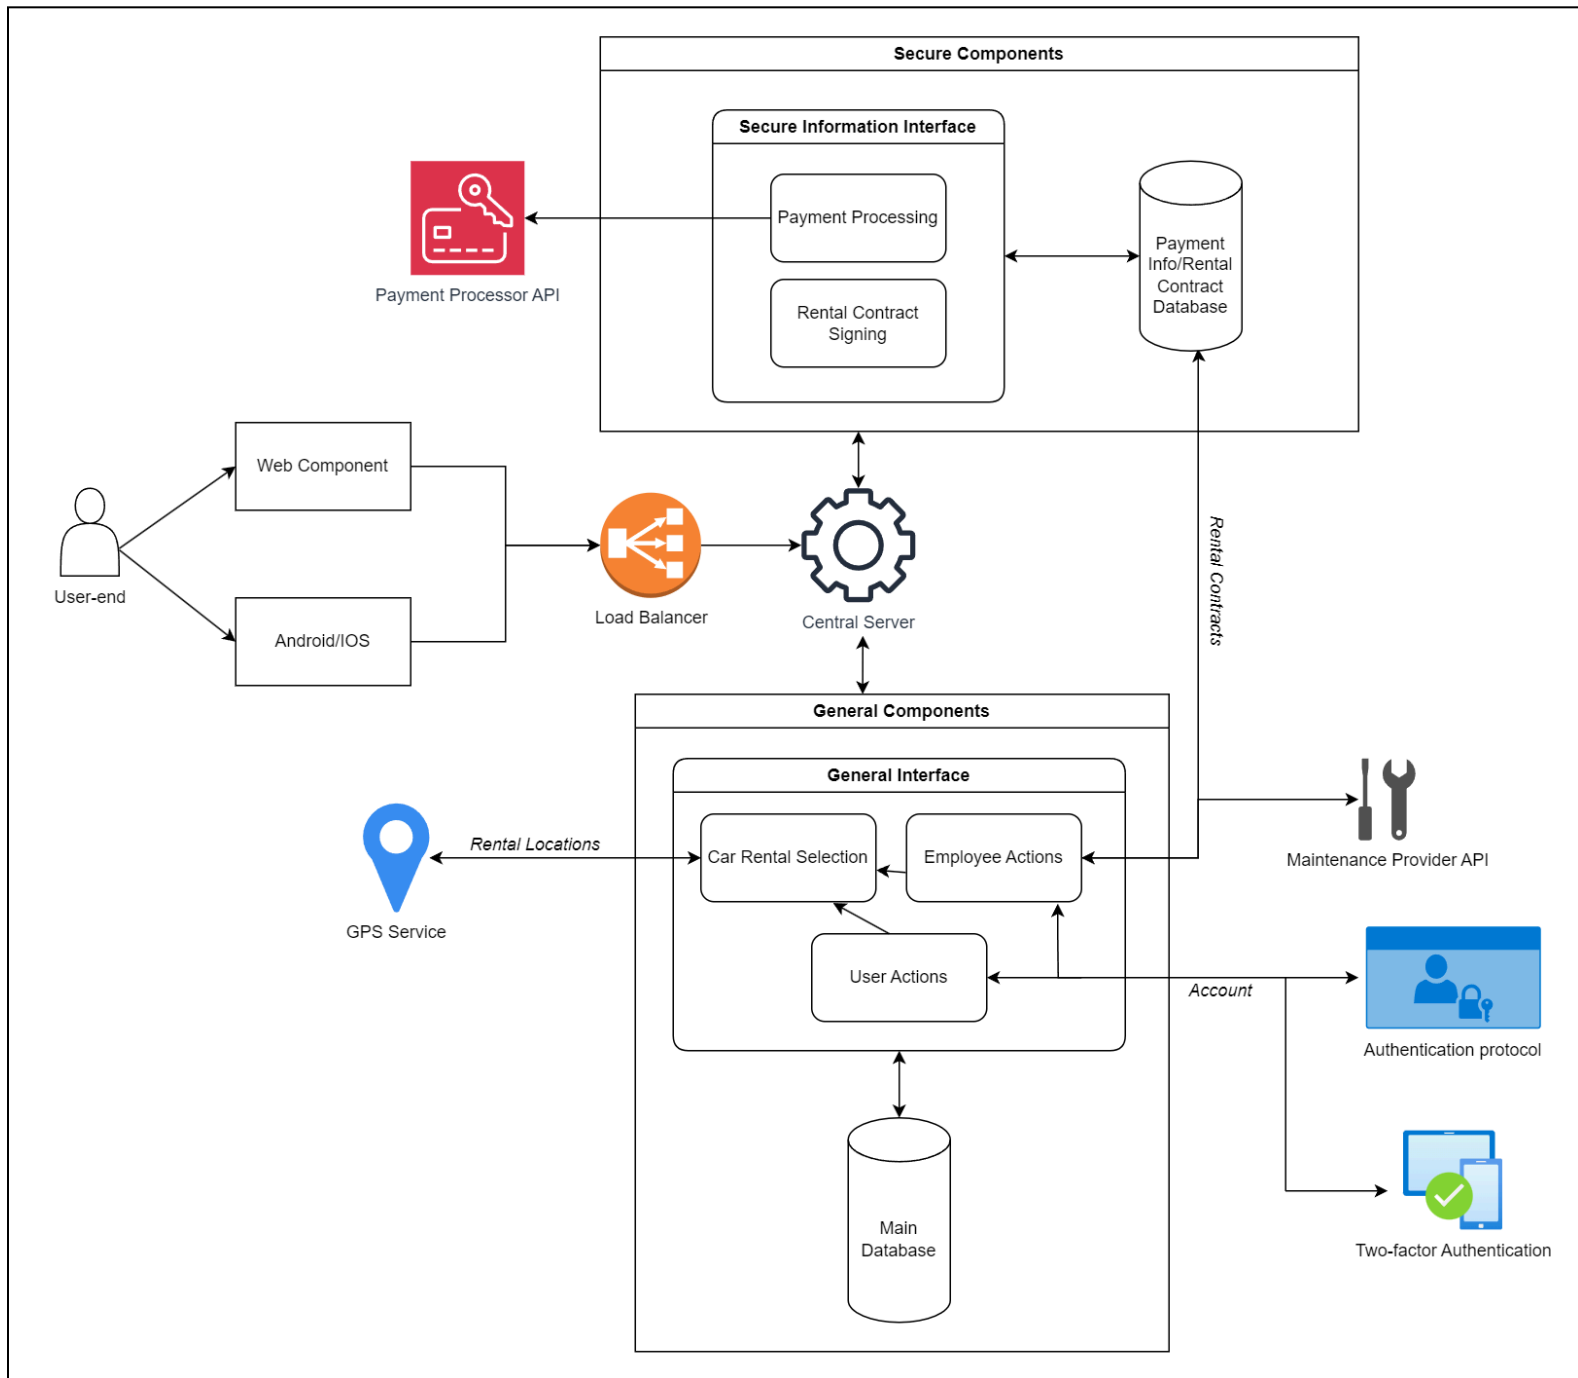 Secure Components
Secure Information Interface
Payment Processing
Rental Contract
Signing
Payment
Info/Rental
Contract
Database
Payment Processor API
Web Component
User-end
Android/IOS
Load Balancer
Central Server
Rental Contracts
General Components
General Interface
Car Rental Selection
Employee Actions
User Actions
Rental Locations
GPS Service
Maintenance Provider API
Account
Authentication protocol
Main
Database
Two-factor Authentication